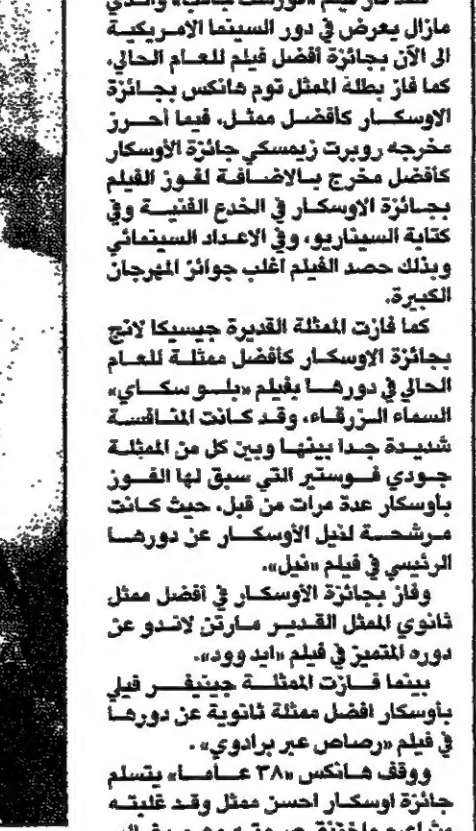 فيلم «فورست جامب» والذي
مازال يعرض في دور السينما الامريكية
الى الآن بجائزة أفضل فيلم للعام الحالي،
كما فاز بطله الممثل توم هانكس بجائزة
الاوسكار كأفضل ممثل، فيما أحرز
مخرجه روبرت زيمسكي جائزة الأوسكار
كأفضل مخرج بالاضافة لفوز الفيلم
بجائزة الاوسكار في الخدع الفنية وفي
كتابة السيناريو، وفي الاعداد السينمائي
وبذلك حصد الفيلم اغلب جوائز المهرجان
الكبيرة.
كما فازت الممثلة القديرة جيسيكا لانج
بجائزة الاوسكار كأفضل ممثلة للعام
الحالي في دورها بفيلم «بلو سكاي»
السماء الزرقاء، وقد كانت المنافسة
شديدة جدا بينها وبين كل من الممثلة
جودي فوستير التي سبق لها الفوز
باوسكار عدة مرات من قبل، حيث كانت
مرشحة لنيل الأوسكار عن دورها
الرئيسي في فيلم «نيل».
وفاز بجائزة الأوسكار في أفضل ممثل
ثانوي الممثل القدير مارتن لاندو عن
دوره المتميز في فيلم «ايد وود».
بينما فازت الممثلة جينيفر فيلي
بأوسكار افضل ممثلة ثانوية عن دورها
في فيلم «رصاص عبر برادوي».
ووقف هانكس «٣٨ عاما» يتسلم
جائزة اوسكار احسن ممثل وقد غلبته